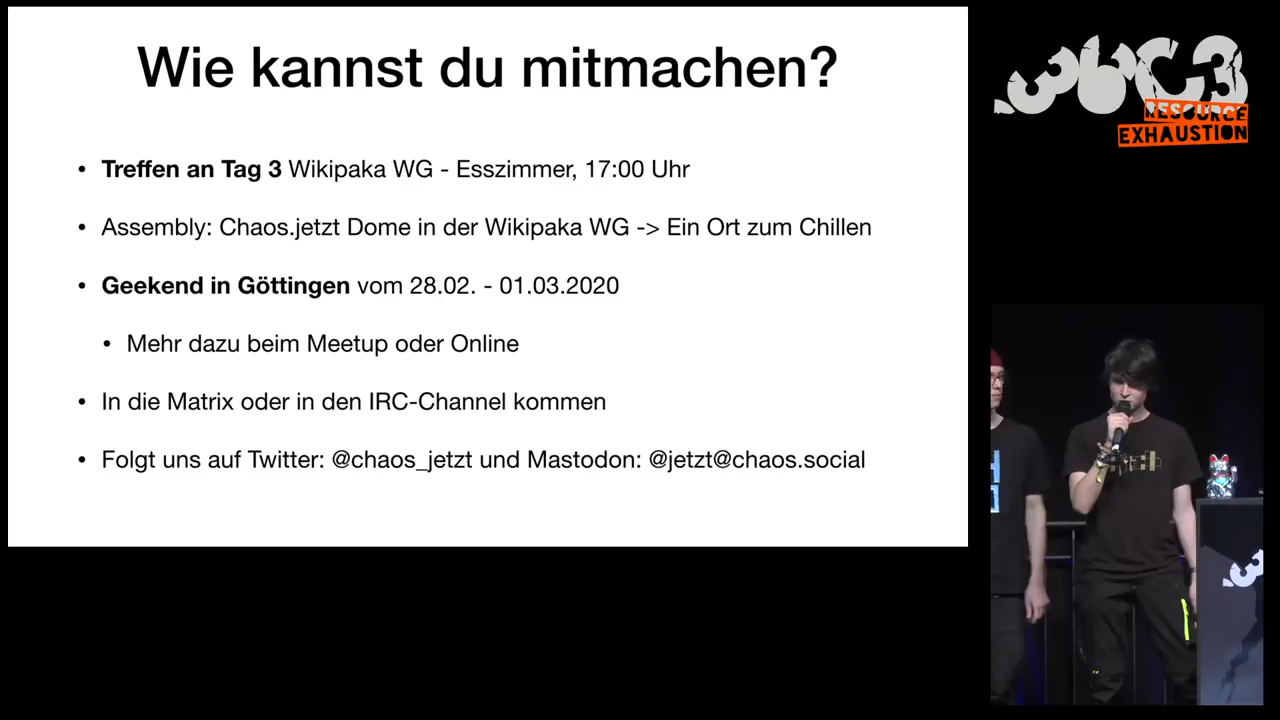 Wie kannst du mitmachen?
• Treffen an Tag 3 Wikipaka WG - Esszimmer, 17:00 Uhr
• Assembly: Chaos.jetzt Dome in der Wikipaka WG -> Ein Ort zum Chillen
• Geekend in Göttingen vom 28.02. - 01.03.2020
• Mehr dazu beim Meetup oder Online
• In die Matrix oder in den IRC-Channel kommen
• Folgt uns auf Twitter: @chaos_jetzt und Mastodon: @jetzt@chaos.social
36C3
RESOURCE
EXHAUSTION